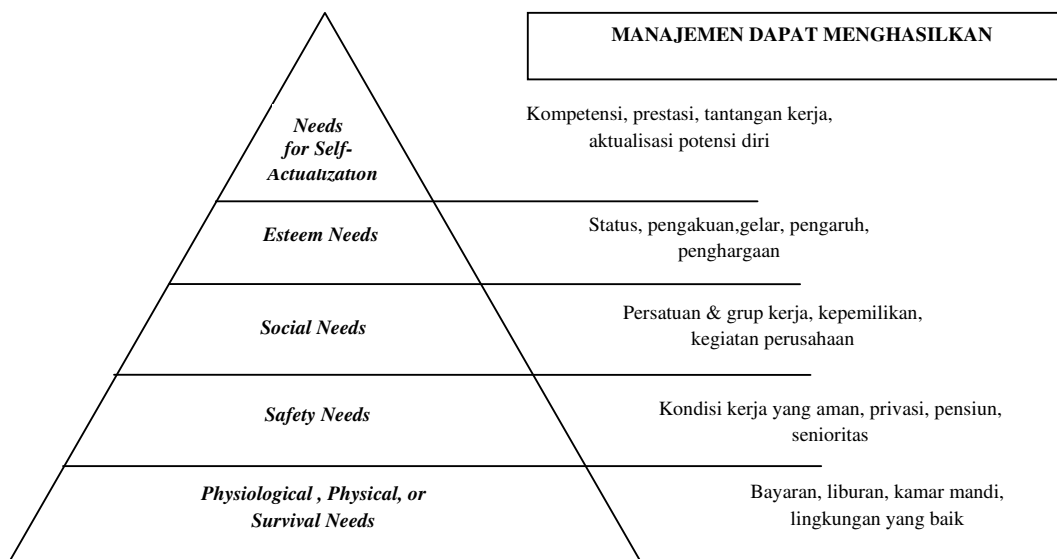 MANAJEMEN DAPAT MENGHASILKAN
Needs
for Self-
Actualization
Kompetensi, prestasi, tantangan kerja,
aktualisasi potensi diri
Esteem Needs
Status, pengakuan,gelar, pengaruh,
penghargaan
Social Needs
Persatuan & grup kerja, kepemilikan,
kegiatan perusahaan
Safety Needs
Kondisi kerja yang aman, privasi, pensiun,
senioritas
Physiological , Physical, or
Survival Needs
Bayaran, liburan, kamar mandi,
lingkungan yang baik